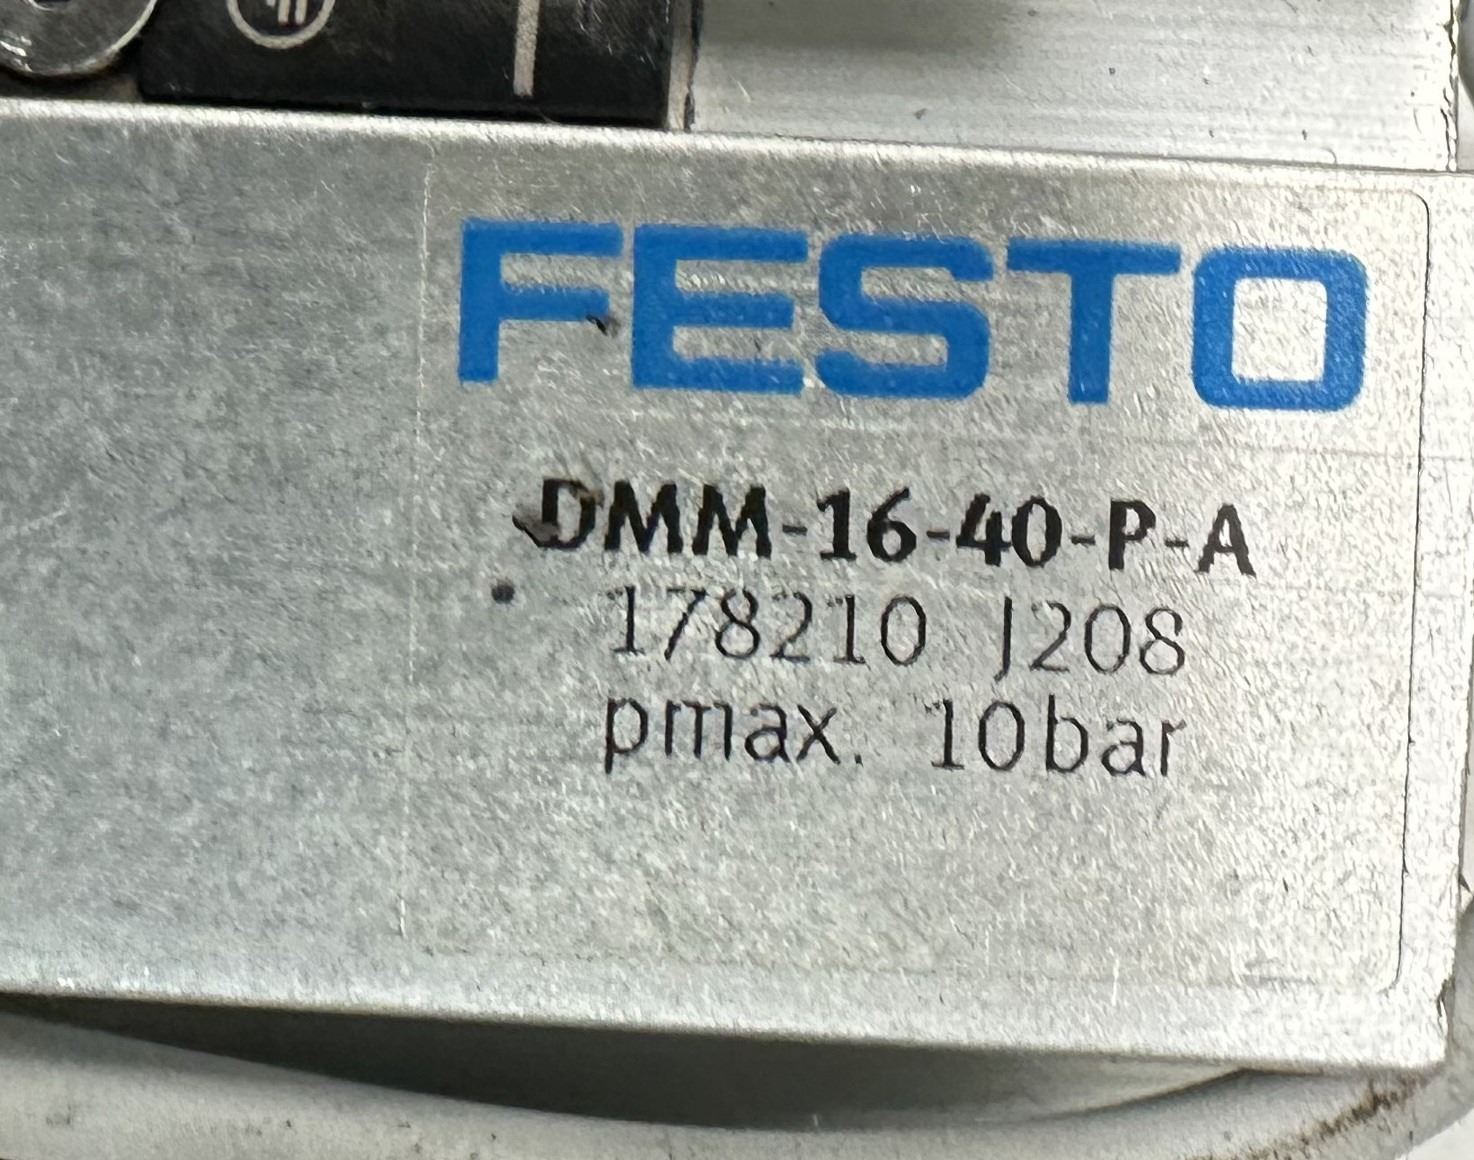 FESTO
DMM-16-40-P-A
178210 J208
pmax. 10bar